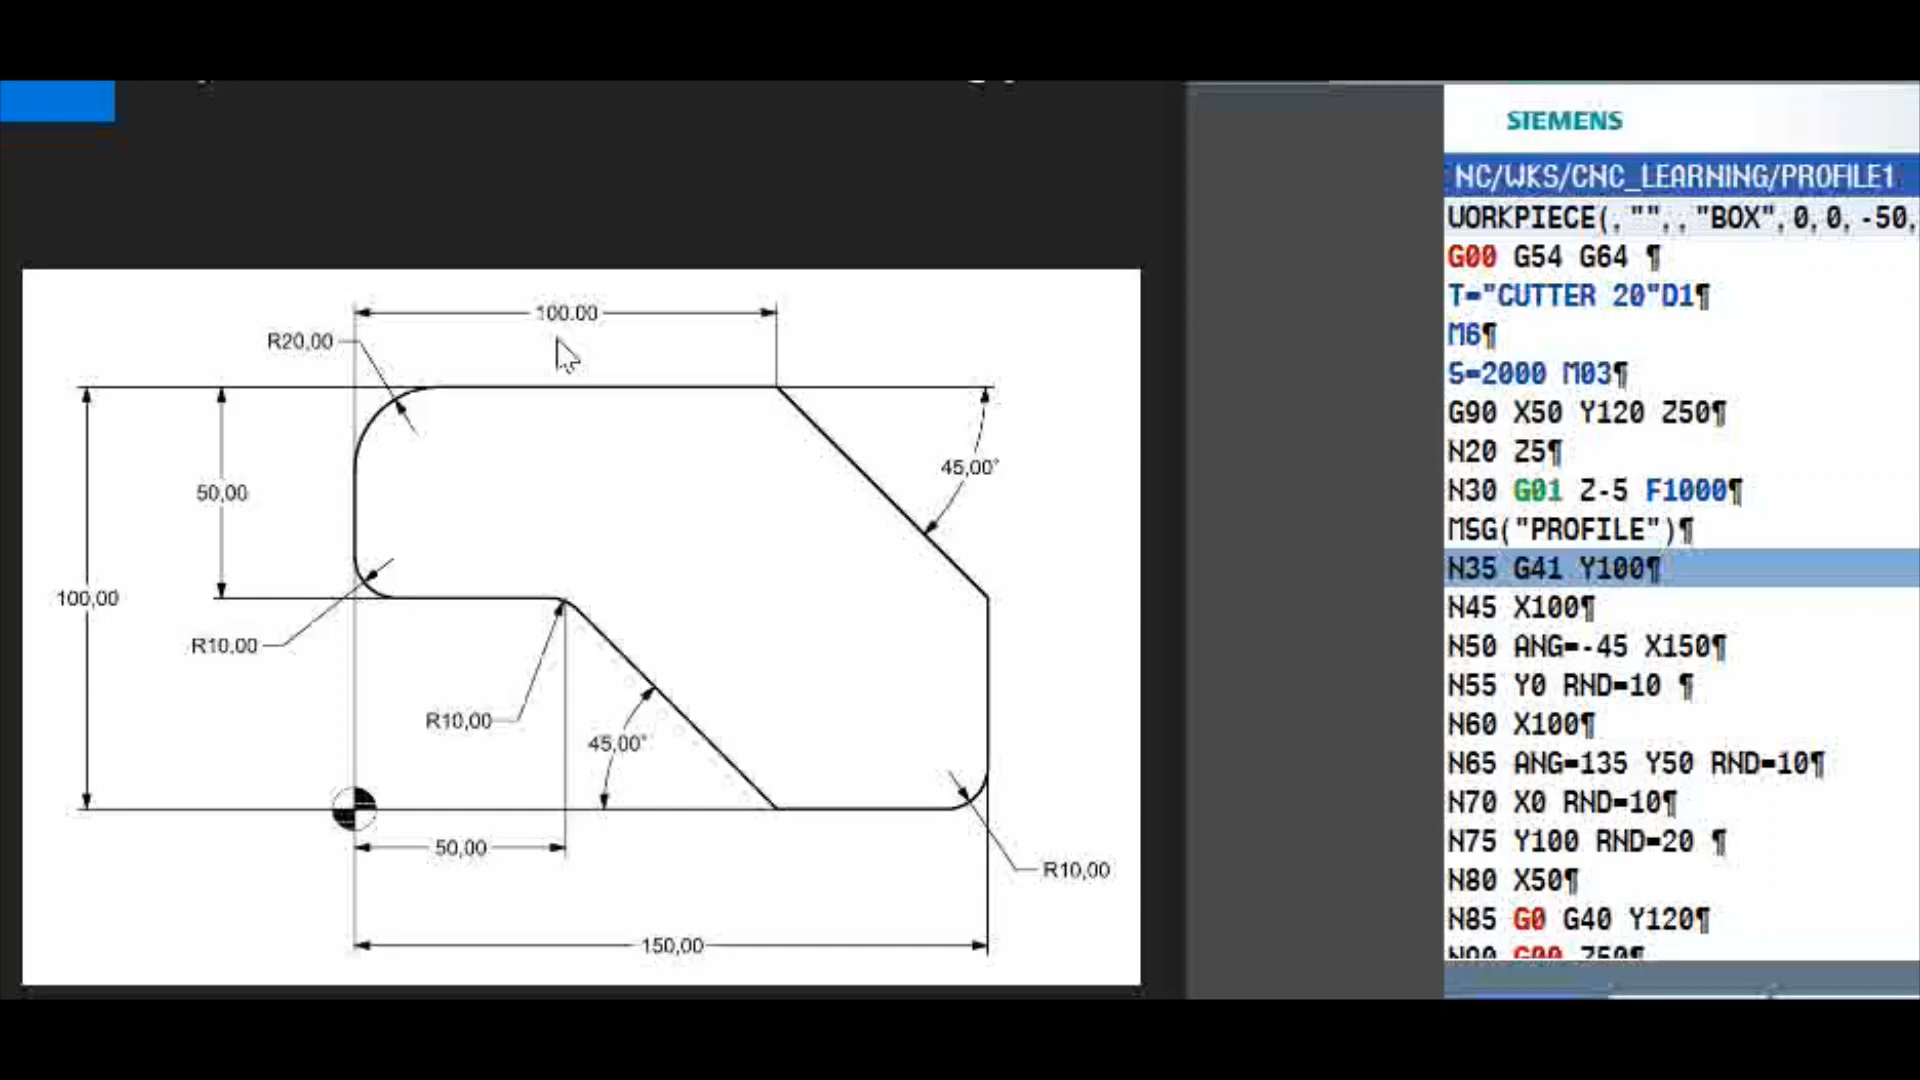 100.00
R20,00
45,00°
50,00
100,00
R10,00
R10,00
45,00°
50,00
R10,00
150,00
SIEMENS
NC/WKS/CNC_LEARNING/PROFILE1
WORKPIECE(,"",,"BOX",0,0,-50,
G00 G54 G64 ¶
T="CUTTER 20"D1¶
M6¶
S=2000 M03¶
G90 X50 Y120 Z50¶
N20 Z5¶
N30 G01 Z-5 F1000¶
MSG("PROFILE")¶
N35 G41 Y100¶
N45 X100¶
N50 ANG=-45 X150¶
N55 Y0 RND=10 ¶
N60 X100¶
N65 ANG=135 Y50 RND=10¶
N70 X0 RND=10¶
N75 Y100 RND=20 ¶
N80 X50¶
N85 G0 G40 Y120¶
N90 G00 Z50¶